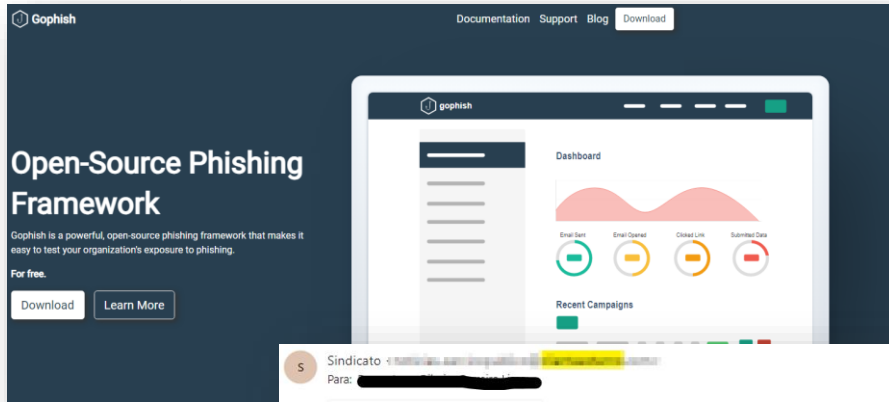 Gophish
Documentation Support Blog Download
gophish
Dashboard
Open-Source Phishing
Framework
Gophish is a powerful, open-source phishing framework that makes it
easy to test your organization's exposure to phishing.
For free.
Download Learn More
Email Sent Email Opened Clicked Link Submitted Data
Recent Campaigns
S
Sindicato
Para: